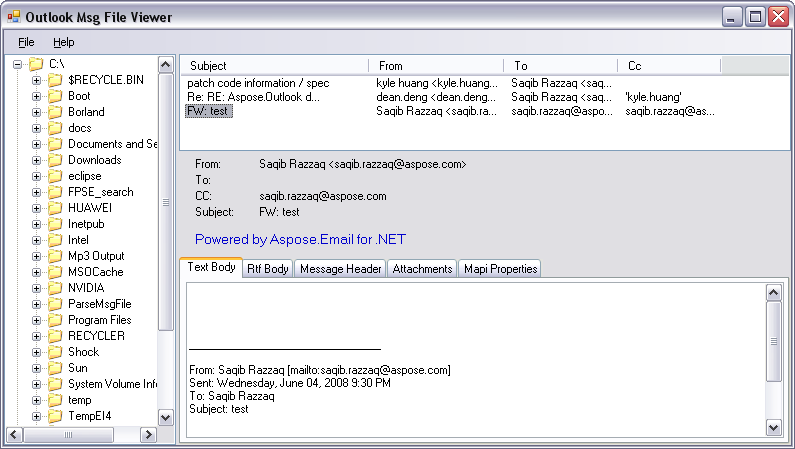 Outlook Msg File Viewer
File Help
C:\
$RECYCLE.BIN
Boot
Borland
docs
Documents and Se
Downloads
eclipse
FPSE_search
HUAWEI
Inetpub
Intel
Mp3 Output
MSOCache
NVIDIA
ParseMsgFile
Program Files
RECYCLER
Shock
Sun
System Volume Inf
temp
TempEI4
Subject From To Cc
patch code information / spec kyle huang <kyle.huang... Saqib Razzaq <saq...
Re: RE: Aspose.Outlook d... dean.deng <dean.deng... Saqib Razzaq <saq... 'kyle.huang'
FW: test Saqib Razzaq <saqib.ra... saqib.razzaq@aspo... saqib.razzaq@as...
From: Saqib Razzaq <saqib.razzaq@aspose.com>
To:
CC: saqib.razzaq@aspose.com
Subject: FW: test
Powered by Aspose.Email for .NET
Text Body Rtf Body Message Header Attachments Mapi Properties
From: Saqib Razzaq [mailto:saqib.razzaq@aspose.com]
Sent: Wednesday, June 04, 2008 9:30 PM
To: Saqib Razzaq
Subject: test